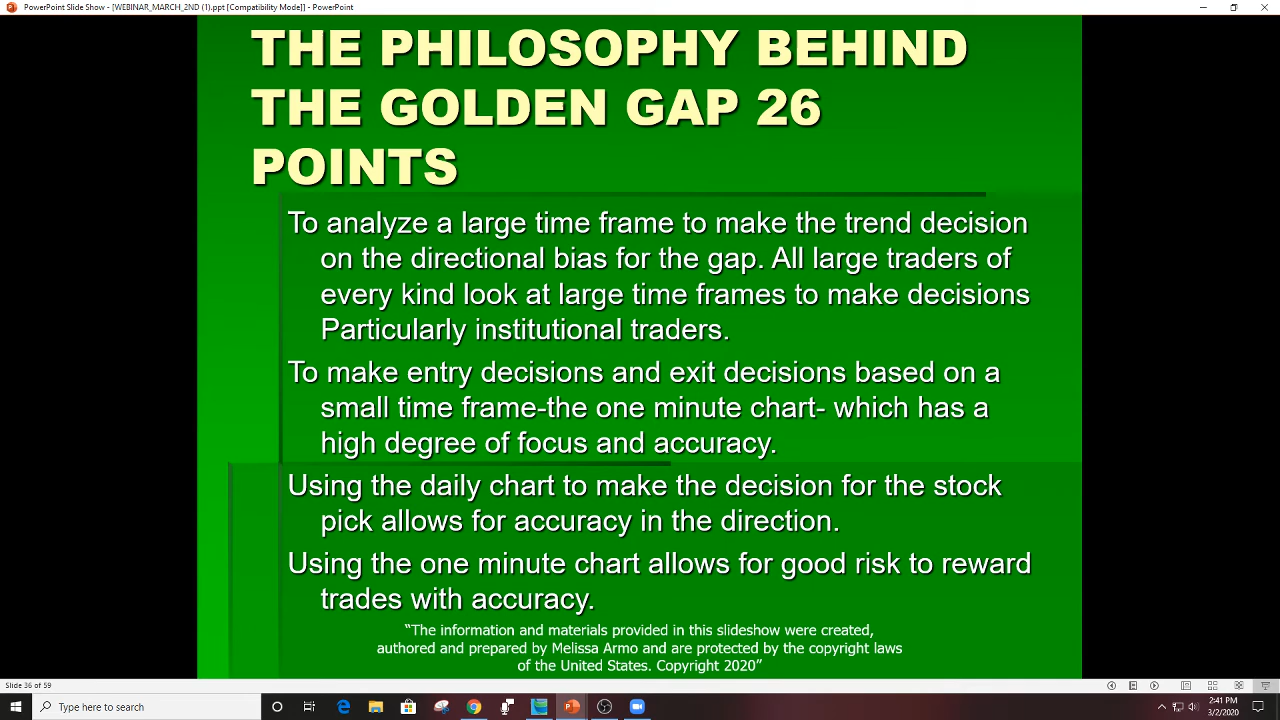 PowerPoint Slide Show - [WEBINAR_MARCH_2ND (1).ppt [Compatibility Mode]] - PowerPoint
THE PHILOSOPHY BEHIND
THE GOLDEN GAP 26
POINTS
To analyze a large time frame to make the trend decision
on the directional bias for the gap. All large traders of
every kind look at large time frames to make decisions
Particularly institutional traders.
To make entry decisions and exit decisions based on a
small time frame-the one minute chart- which has a
high degree of focus and accuracy.
Using the daily chart to make the decision for the stock
pick allows for accuracy in the direction.
Using the one minute chart allows for good risk to reward
trades with accuracy.
“The information and materials provided in this slideshow were created,
authored and prepared by Melissa Armo and are protected by the copyright laws
of the United States. Copyright 2020”
Slide 36 of 59
Type here to search
2:41 PM
3/2/2020